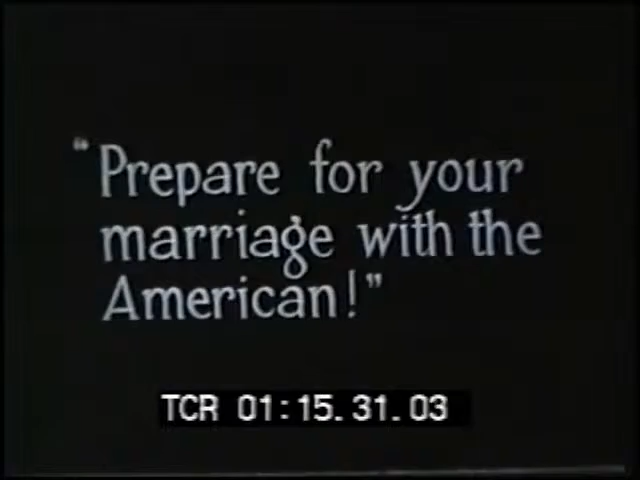 “Prepare for your
marriage with the
American!”
TCR 01:15.31.03